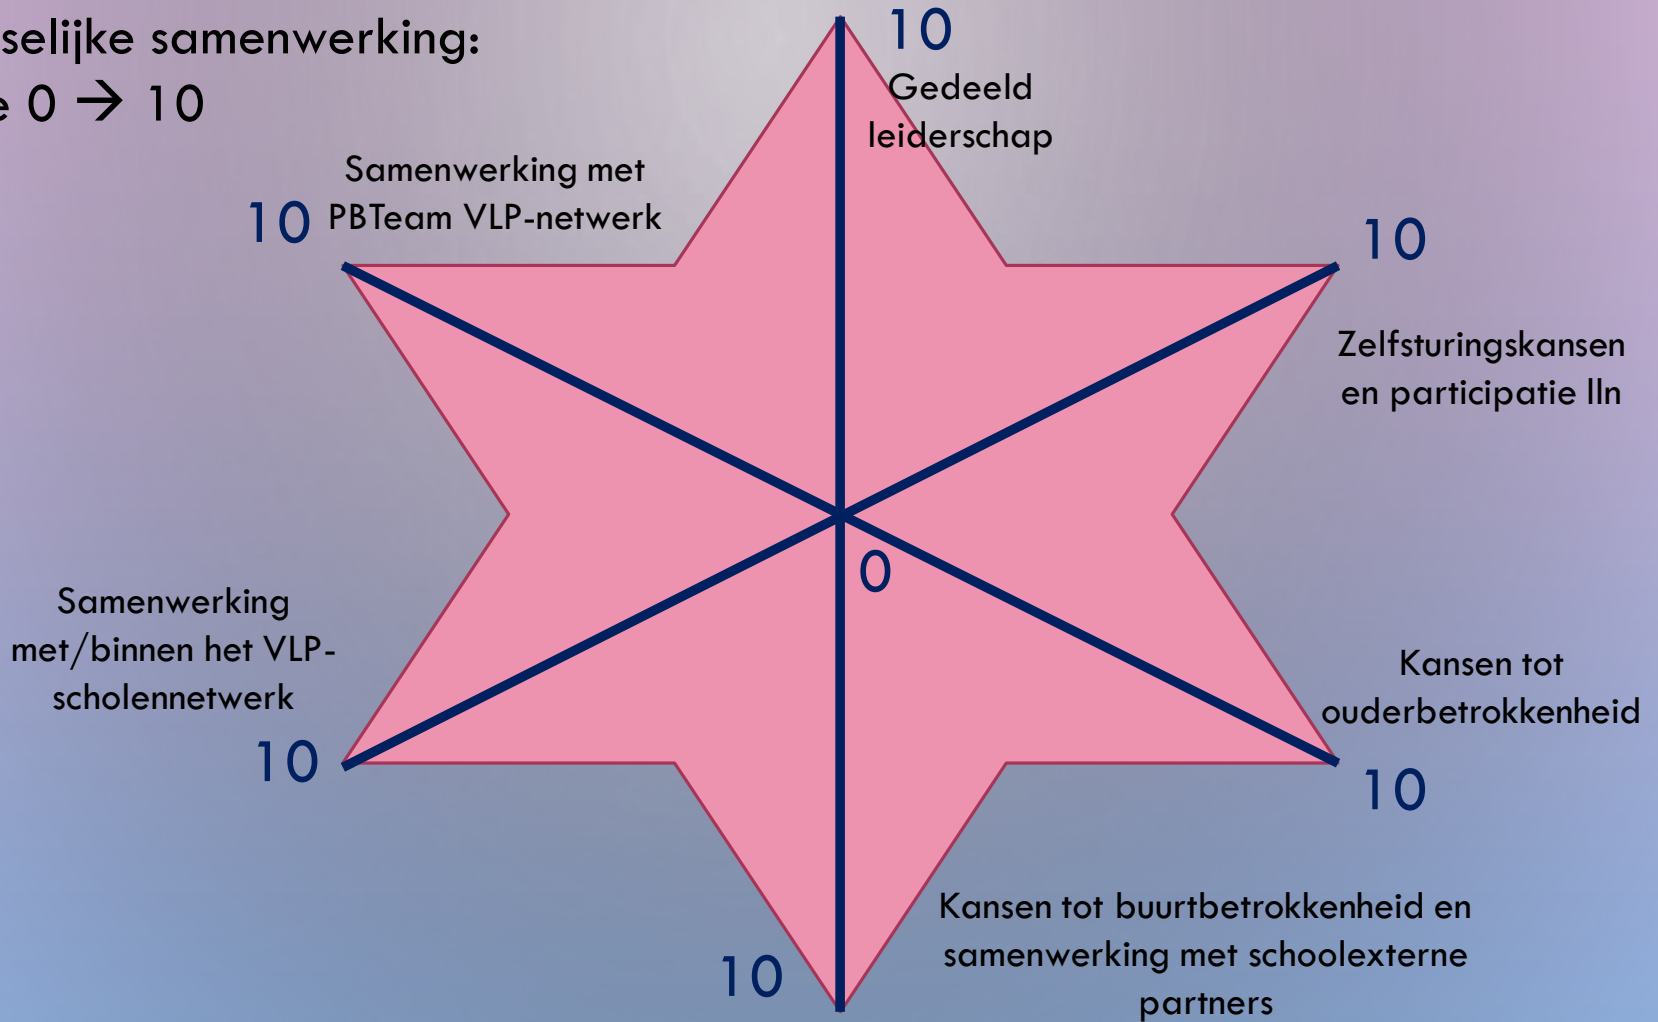 selijke samenwerking:
0 → 10
10
Gedeeld
leiderschap
Samenwerking met
PBTeam VLP-netwerk
10
10
Zelfsturingskansen
en participatie lln
0
Samenwerking
met/binnen het VLP-
scholennetwerk
10
Kansen tot
ouderbetrokkenheid
10
Kansen tot buurtbetrokkenheid en
samenwerking met schoolexterne
partners
10